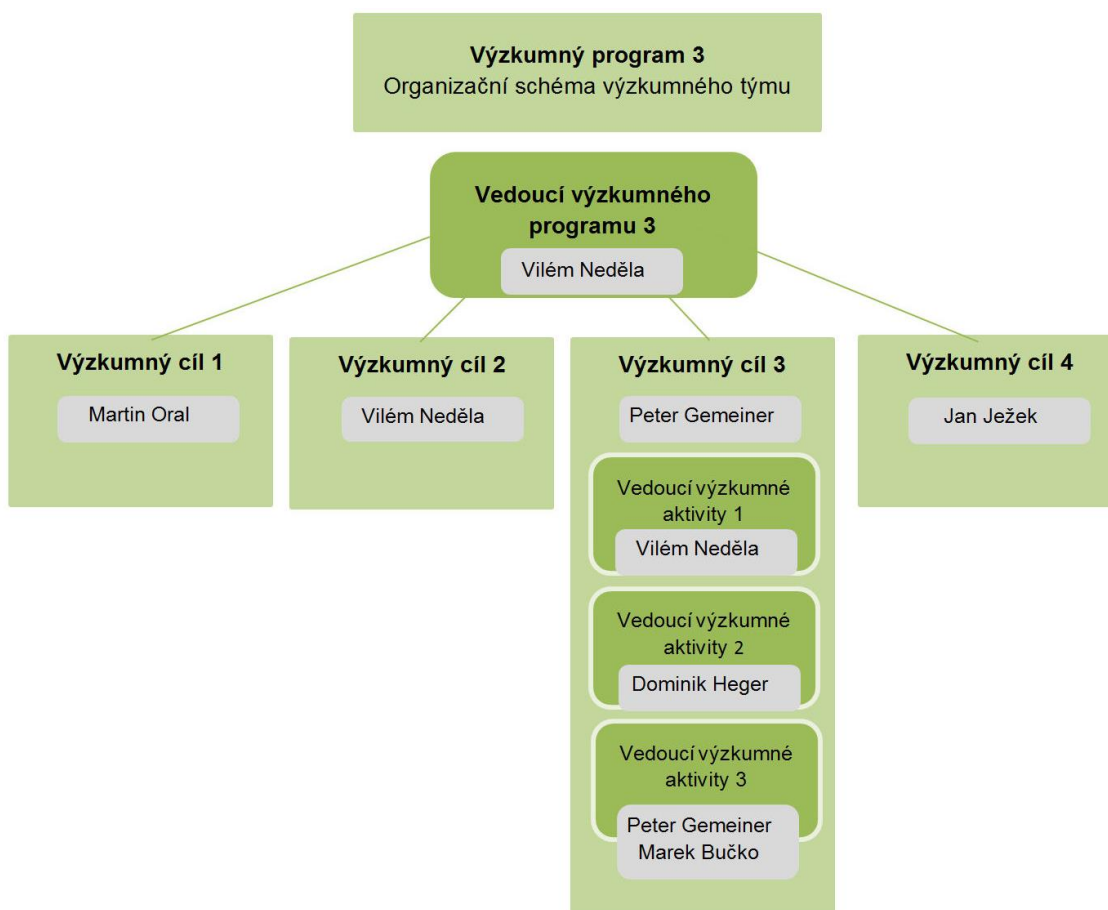 Výzkumný program 3
Organizační schéma výzkumného týmu
Vedoucí výzkumného
programu 3
Vilém Neděla
Výzkumný cíl 1
Martin Oral
Výzkumný cíl 2
Vilém Neděla
Výzkumný cíl 3
Peter Gemeiner
Vedoucí výzkumné
aktivity 1
Vilém Neděla
Vedoucí výzkumné
aktivity 2
Dominik Heger
Vedoucí výzkumné
aktivity 3
Peter Gemeiner
Marek Bučko
Výzkumný cíl 4
Jan Ježek